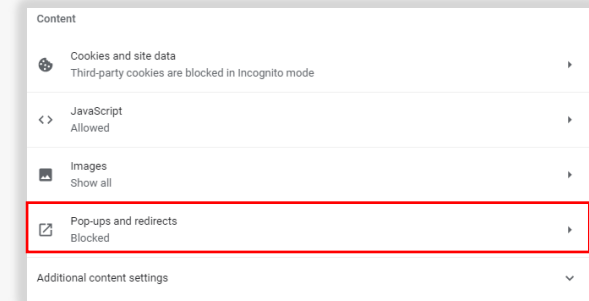 Content
Cookies and site data
Third-party cookies are blocked in Incognito mode
JavaScript
Allowed
Images
Show all
Pop-ups and redirects
Blocked
Additional content settings